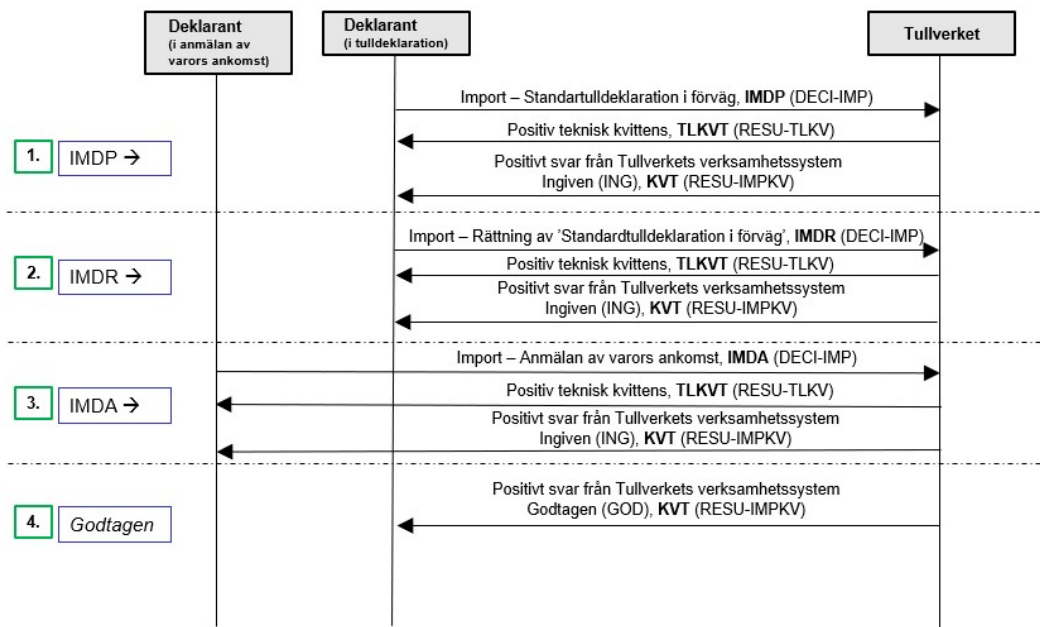 Deklarant
(i anmälan av
varors ankomst)
Deklarant
(i tulldeklaration)
Tullverket
Import – Standartulldeklaration i förväg, IMDP (DECI-IMP)
Positiv teknisk kvittens, TLKVT (RESU-TLKV)
1.
IMDP →
Positivt svar från Tullverkets verksamhetssystem
Ingiven (ING), KVT (RESU-IMPKV)
Import – Rättning av ’Standardtulldeklaration i förväg’, IMDR (DECI-IMP)
2.
IMDR →
Positiv teknisk kvittens, TLKVT (RESU-TLKV)
Positivt svar från Tullverkets verksamhetssystem
Ingiven (ING), KVT (RESU-IMPKV)
Import – Anmälan av varors ankomst, IMDA (DECI-IMP)
3.
IMDA →
Positiv teknisk kvittens, TLKVT (RESU-TLKV)
Positivt svar från Tullverkets verksamhetssystem
Ingiven (ING), KVT (RESU-IMPKV)
4.
Godtagen
Positivt svar från Tullverkets verksamhetssystem
Godtagen (GOD), KVT (RESU-IMPKV)